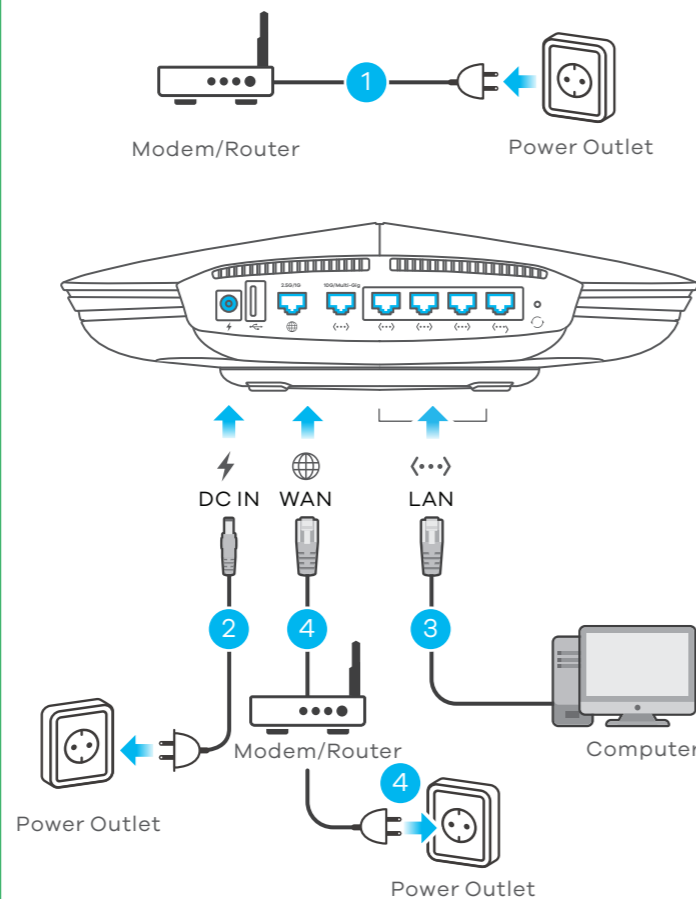 1
Modem/Router
Power Outlet
2.5G/1G
10G/Multi-Gig
DC IN
WAN
LAN
2
4
3
Modem/Router
Computer
4
Power Outlet
Power Outlet